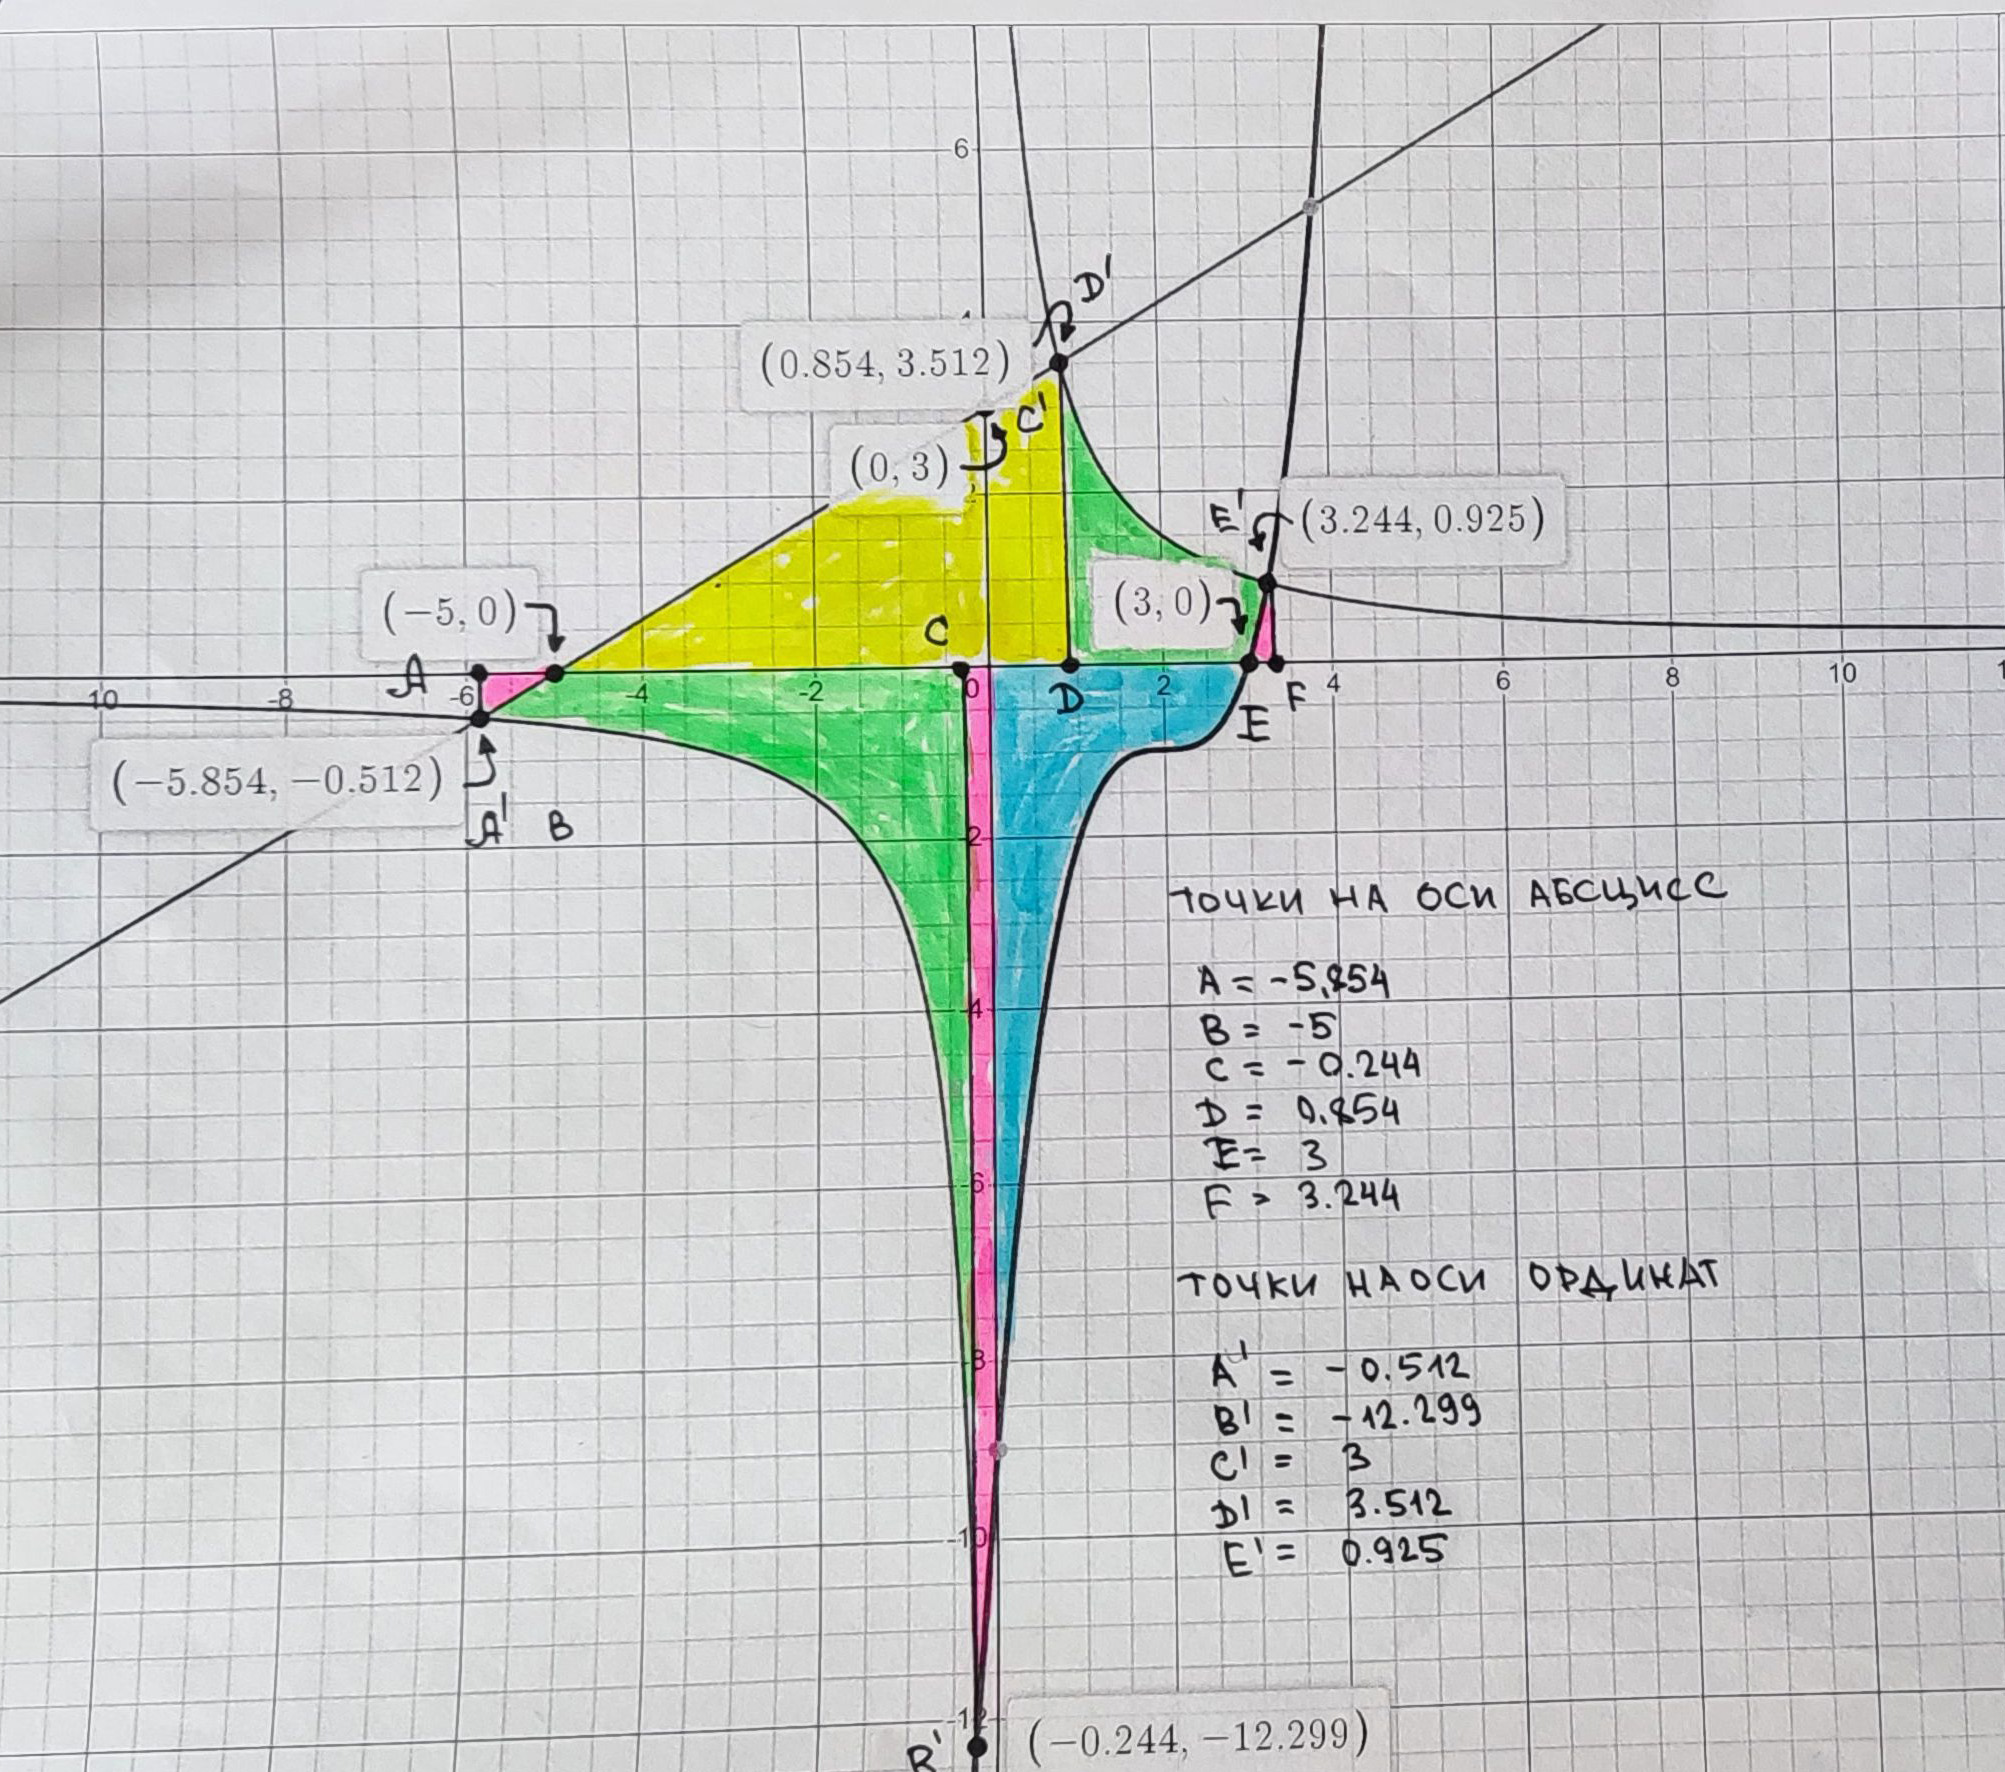 6
D'
4
(0.854, 3.512)
C'
(0, 3)
E'
(3.244, 0.925)
(3, 0)
(−5, 0)
C
A
10
-8
-6
-4
-2
0
D
2
F
4
6
8
10
E
(−5.854, −0.512)
A' B
2
ТОЧКИ НА ОСИ АБСЦИСС
A = -5,854
B = -5
-4
C = - 0.244
D = 0.854
E= 3
-6
F > 3.244
ТОЧКИ НА ОСИ ОРДИНАТ
-8
A' = - 0.512
B' = -12.299
C' = 3
D' = 3.512
-10
E' = 0.925
-12
B'
(−0.244, −12.299)